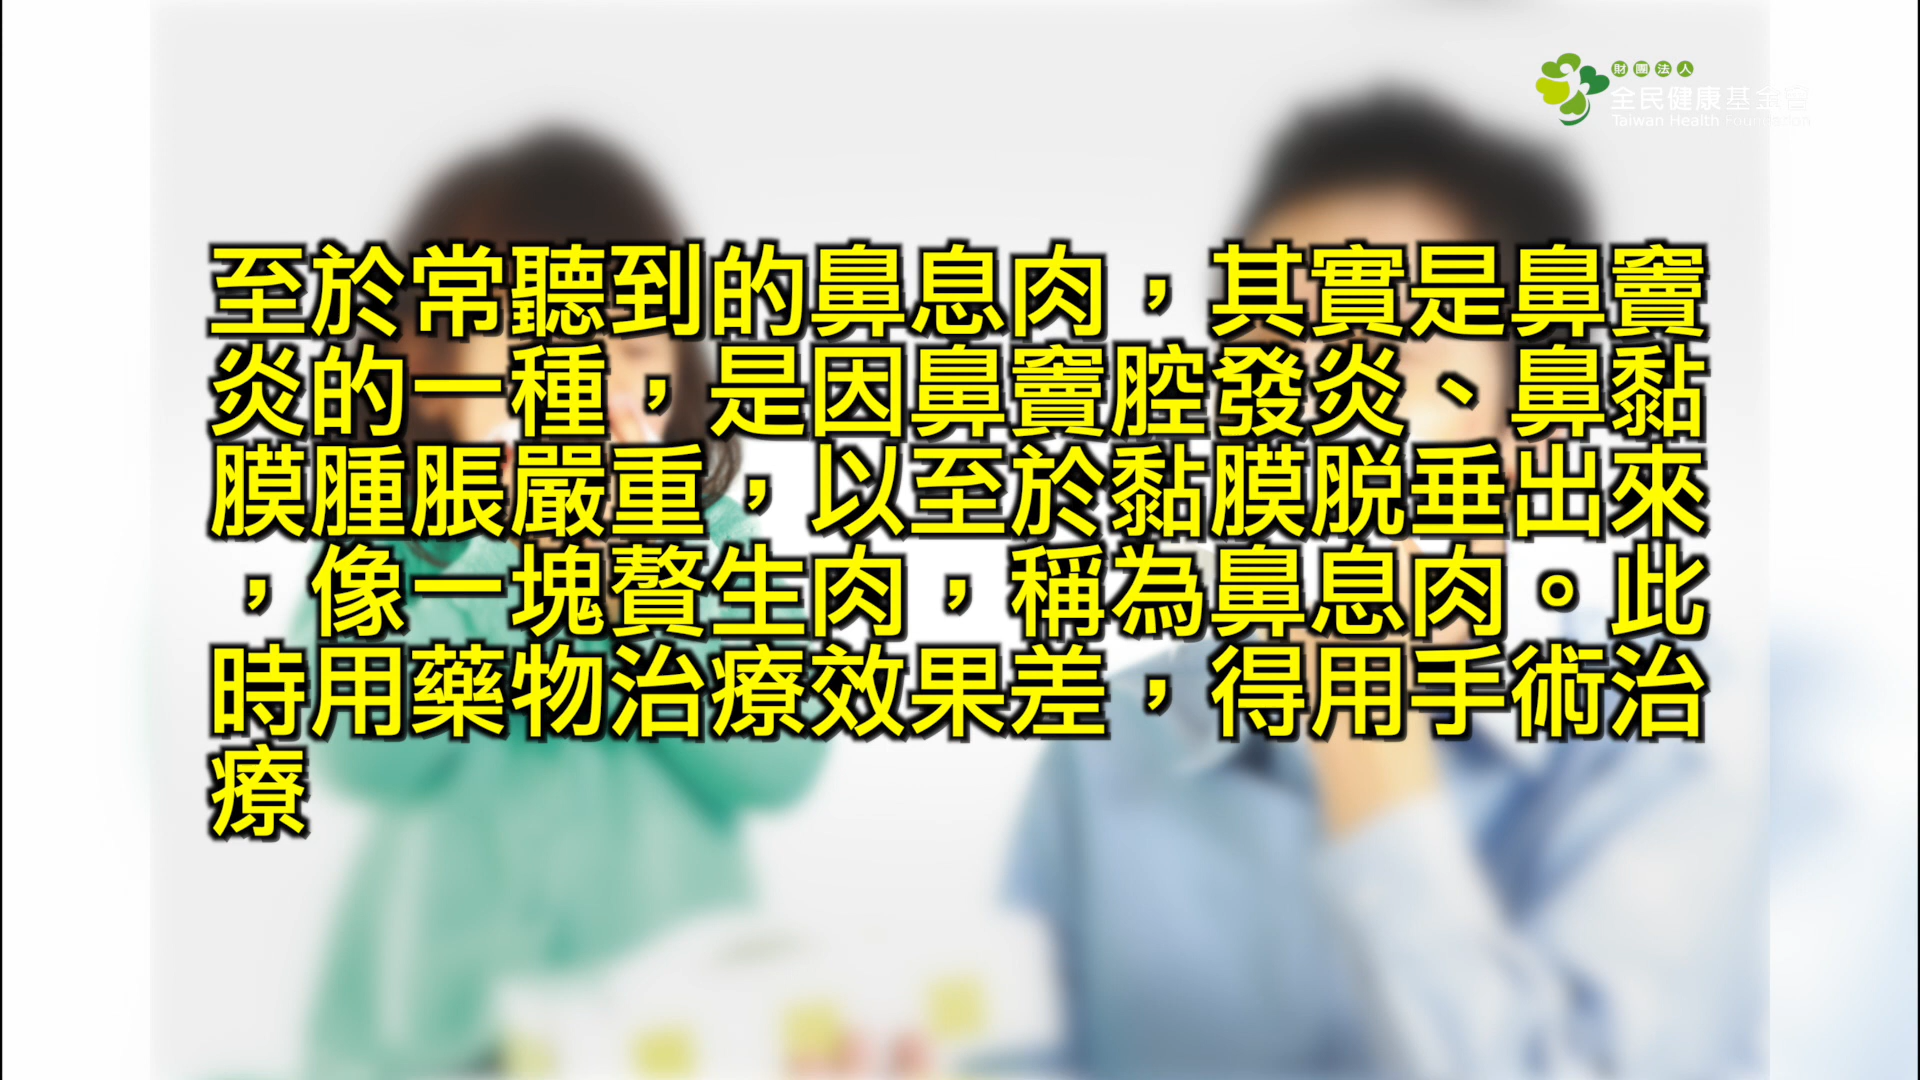 財團法人
全民健康基金會
Taiwan Health Foundation
至於常聽到的鼻息肉，其實是鼻竇
炎的一種，是因鼻竇腔發炎、鼻黏
膜腫脹嚴重，以至於黏膜脫垂出來
，像一塊贅生肉，稱為鼻息肉。此
時用藥物治療效果差，得用手術治
療